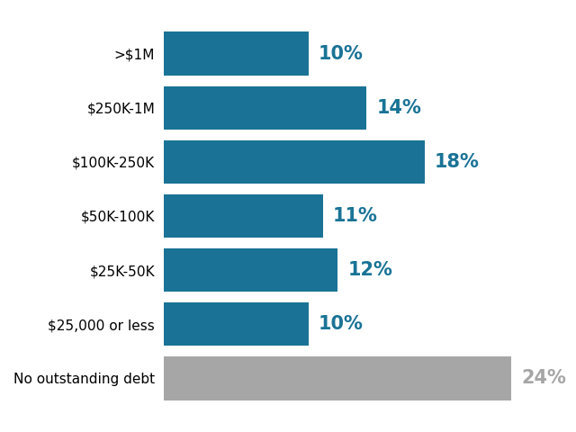 >$1M 10%
$250K-1M 14%
$100K-250K 18%
$50K-100K 11%
$25K-50K 12%
$25,000 or less 10%
No outstanding debt 24%